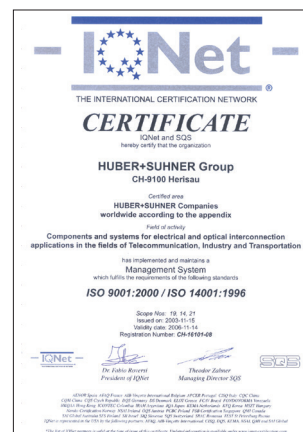 IQNet
®
THE INTERNATIONAL CERTIFICATION NETWORK
CERTIFICATE
IQNet and SQS
hereby certify that the organization
HUBER+SUHNER Group
CH-9100 Herisau
Certified area
HUBER+SUHNER Companies
worldwide according to the appendix
Field of activity
Components and systems for electrical and optical interconnection
applications in the fields of Telecommunication, Industry and Transportation
has implemented and maintains a
Management System
which fulfills the requirements of the following standards
ISO 9001:2000 / ISO 14001:1996
Scope Nos: 19, 14, 21
Issued on: 2003-11-15
Validity date: 2006-11-14
Registration Number: CH-16101-08
IQNet
SQS
Dr. Fabio Roversi
President of IQNet
Theodor Zahner
Managing Director SQS